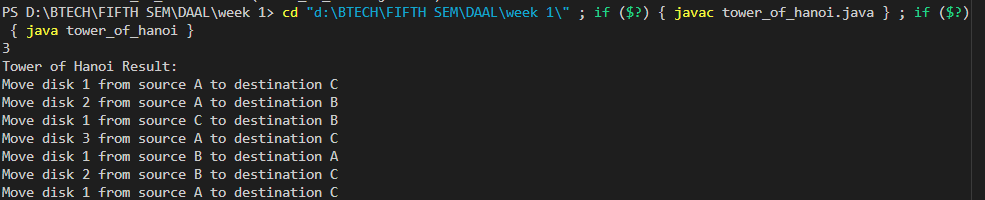 PS D:\BTECH\FIFTH SEM\DAAL\week 1> cd "d:\BTECH\FIFTH SEM\DAAL\week 1\" ; if ($?) { javac tower_of_hanoi.java } ; if ($?)
{ java tower_of_hanoi }
3
Tower of Hanoi Result:
Move disk 1 from source A to destination C
Move disk 2 from source A to destination B
Move disk 1 from source C to destination B
Move disk 3 from source A to destination C
Move disk 1 from source B to destination A
Move disk 2 from source B to destination C
Move disk 1 from source A to destination C